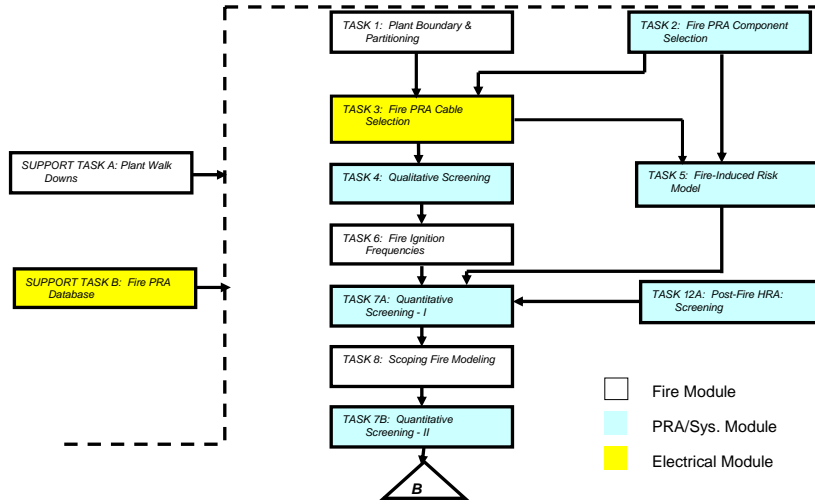 TASK 1: Plant Boundary &
Partitioning
TASK 2: Fire PRA Component
Selection
TASK 3: Fire PRA Cable
Selection
SUPPORT TASK A: Plant Walk
Downs
TASK 4: Qualitative Screening
TASK 5: Fire-Induced Risk
Model
TASK 6: Fire Ignition
Frequencies
SUPPORT TASK B: Fire PRA
Database
TASK 7A: Quantitative
Screening - I
TASK 12A: Post-Fire HRA:
Screening
TASK 8: Scoping Fire Modeling
TASK 7B: Quantitative
Screening - II
B
Fire Module
PRA/Sys. Module
Electrical Module